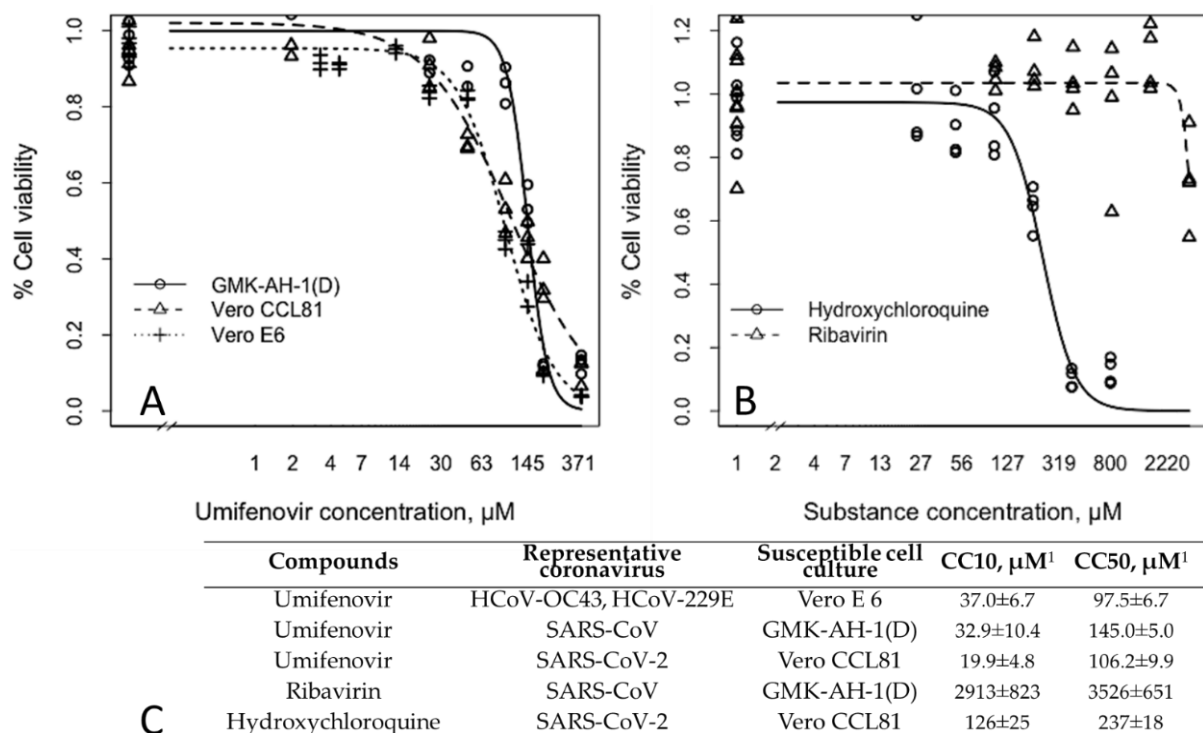 % Cell viability
1.0
0.8
0.6
0.4
0.2
0.0
GMK-AH-1(D)
Vero CCL81
Vero E6
A
1 2 4 7 14 30 63 145 371
Umifenovir concentration, µM
% Cell viability
1.2
1.0
0.8
0.6
0.4
0.2
0.0
Hydroxychloroquine
Ribavirin
B
1 2 4 7 13 27 56 127 319 800 2220
Substance concentration, µM
Compounds Representative coronavirus Susceptible cell culture CC10, µM¹ CC50, µM¹
Umifenovir HCoV-OC43, HCoV-229E Vero E 6 37.0±6.7 97.5±6.7
Umifenovir SARS-CoV GMK-AH-1(D) 32.9±10.4 145.0±5.0
Umifenovir SARS-CoV-2 Vero CCL81 19.9±4.8 106.2±9.9
Ribavirin SARS-CoV GMK-AH-1(D) 2913±823 3526±651
Hydroxychloroquine SARS-CoV-2 Vero CCL81 126±25 237±18
C